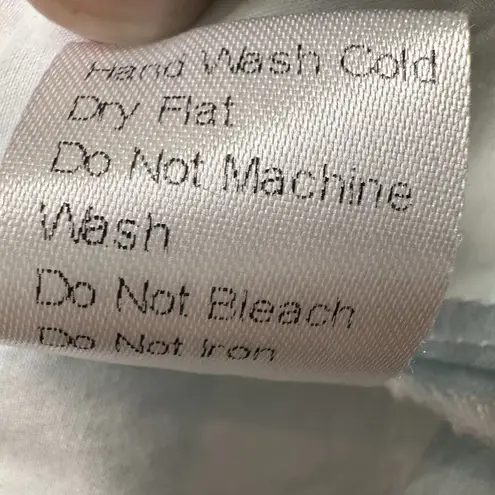 Hand Wash Cold
Dry Flat
Do Not Machine
Wash
Do Not Bleach
Do Not Iron